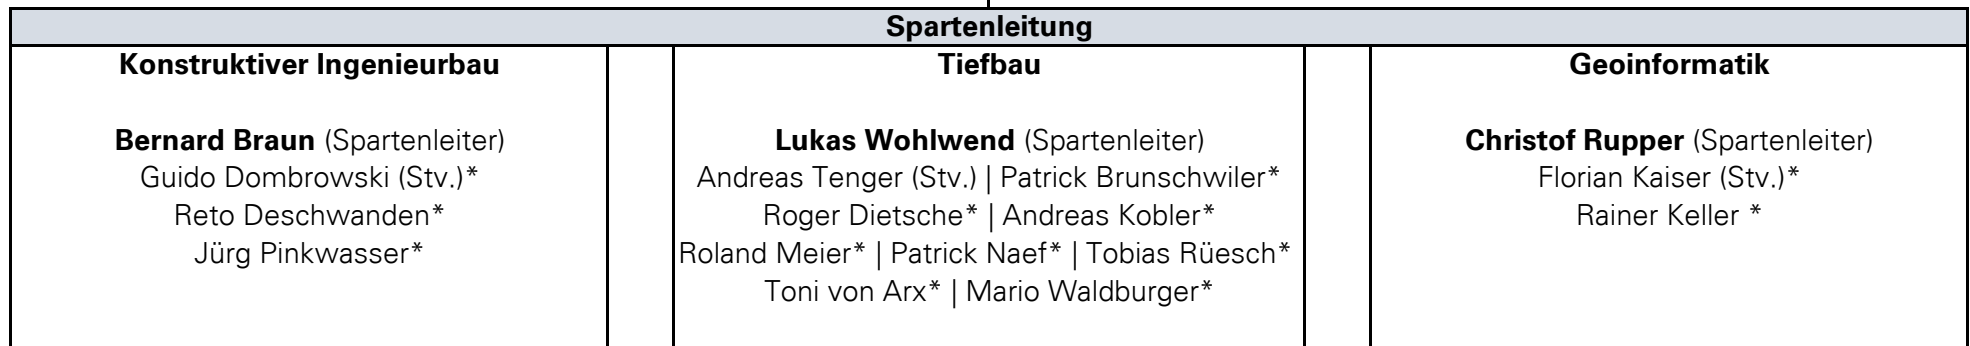 Spartenleitung
Konstruktiver Ingenieurbau
Bernard Braun (Spartenleiter)
Guido Dombrowski (Stv.)*
Reto Deschwanden*
Jürg Pinkwasser*
Tiefbau
Lukas Wohlwend (Spartenleiter)
Andreas Tenger (Stv.) | Patrick Brunschwiler*
Roger Dietsche* | Andreas Kobler*
Roland Meier* | Patrick Naef* | Tobias Rüesch*
Toni von Arx* | Mario Waldburger*
Geoinformatik
Christof Rupper (Spartenleiter)
Florian Kaiser (Stv.)*
Rainer Keller *